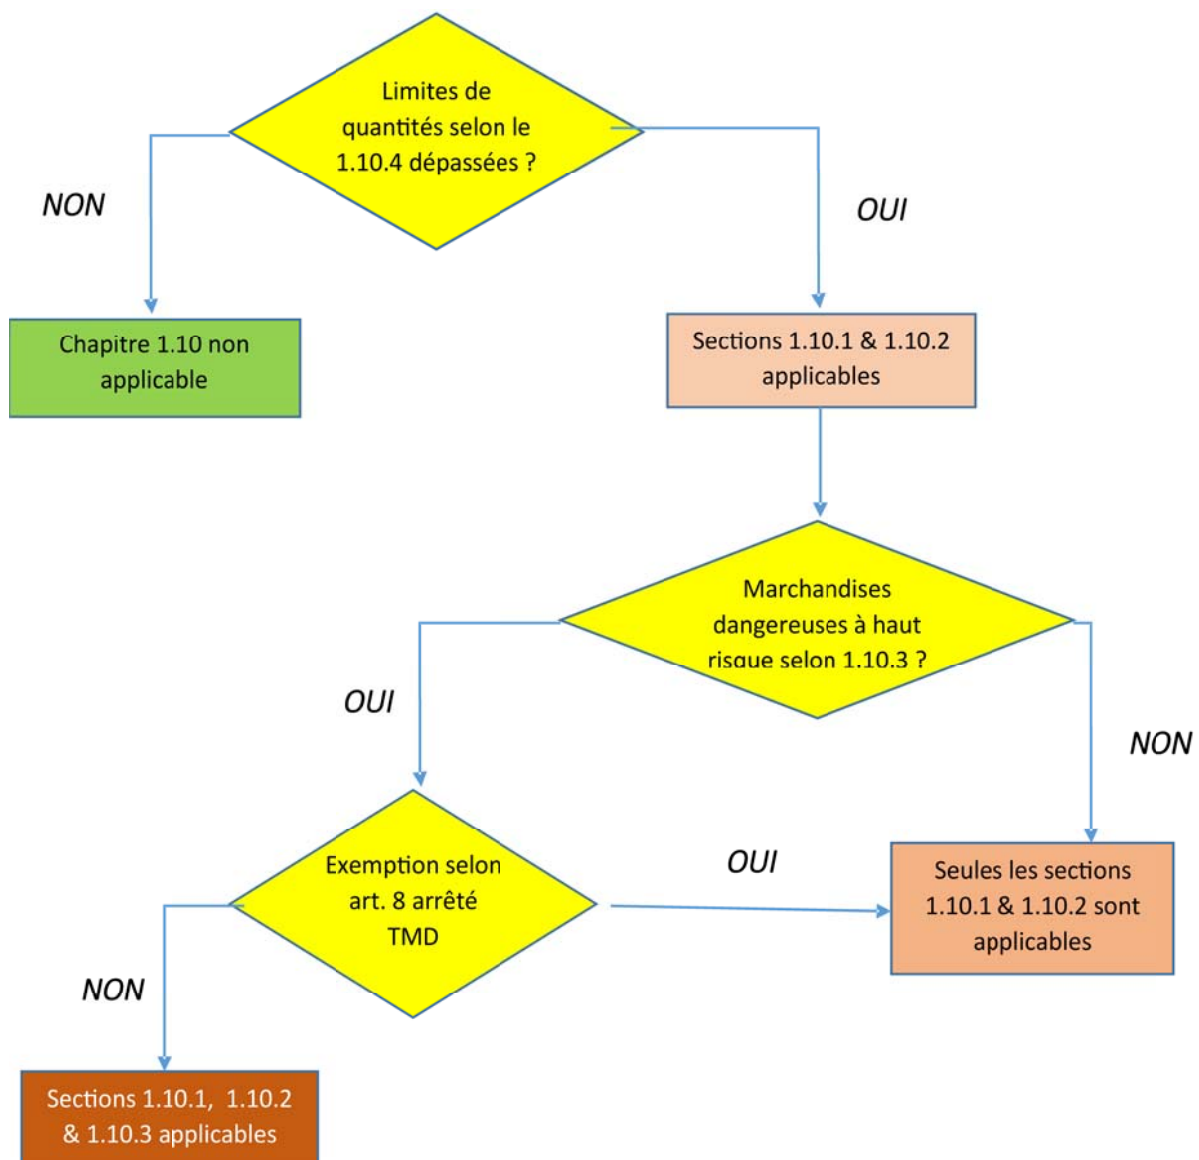 Limites de
quantités selon le
1.10.4 dépassées ?
NON
OUI
Chapitre 1.10 non
applicable
Sections 1.10.1 & 1.10.2
applicables
Marchandises
dangereuses à haut
risque selon 1.10.3 ?
OUI
NON
Exemption selon
art. 8 arrêté
TMD
OUI
Seules les sections
1.10.1 & 1.10.2 sont
applicables
NON
Sections 1.10.1, 1.10.2
& 1.10.3 applicables